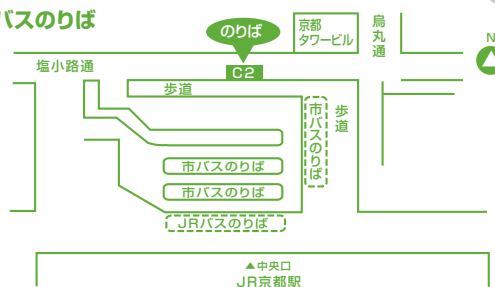 バスのりば
のりば
京都
タワービル
烏丸通
N
塩小路通
C2
歩道
市バスのりば
歩道
市バスのりば
市バスのりば
JRバスのりば
▲中央口
JR京都駅